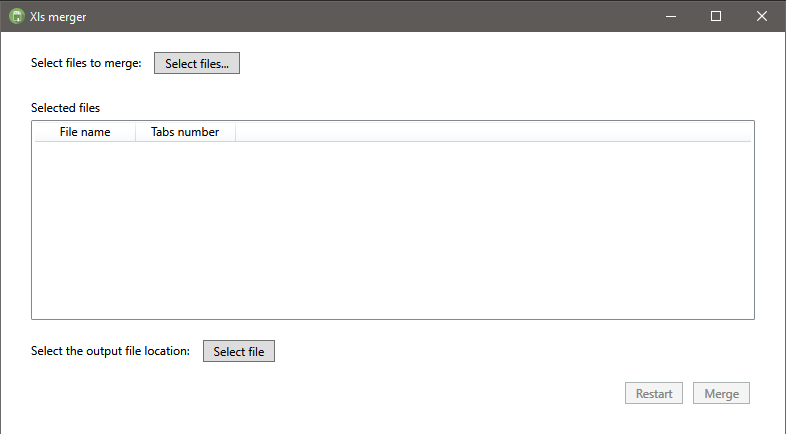 Xls merger
Select files to merge: Select files...
Selected files
File name Tabs number
Select the output file location: Select file
Restart Merge